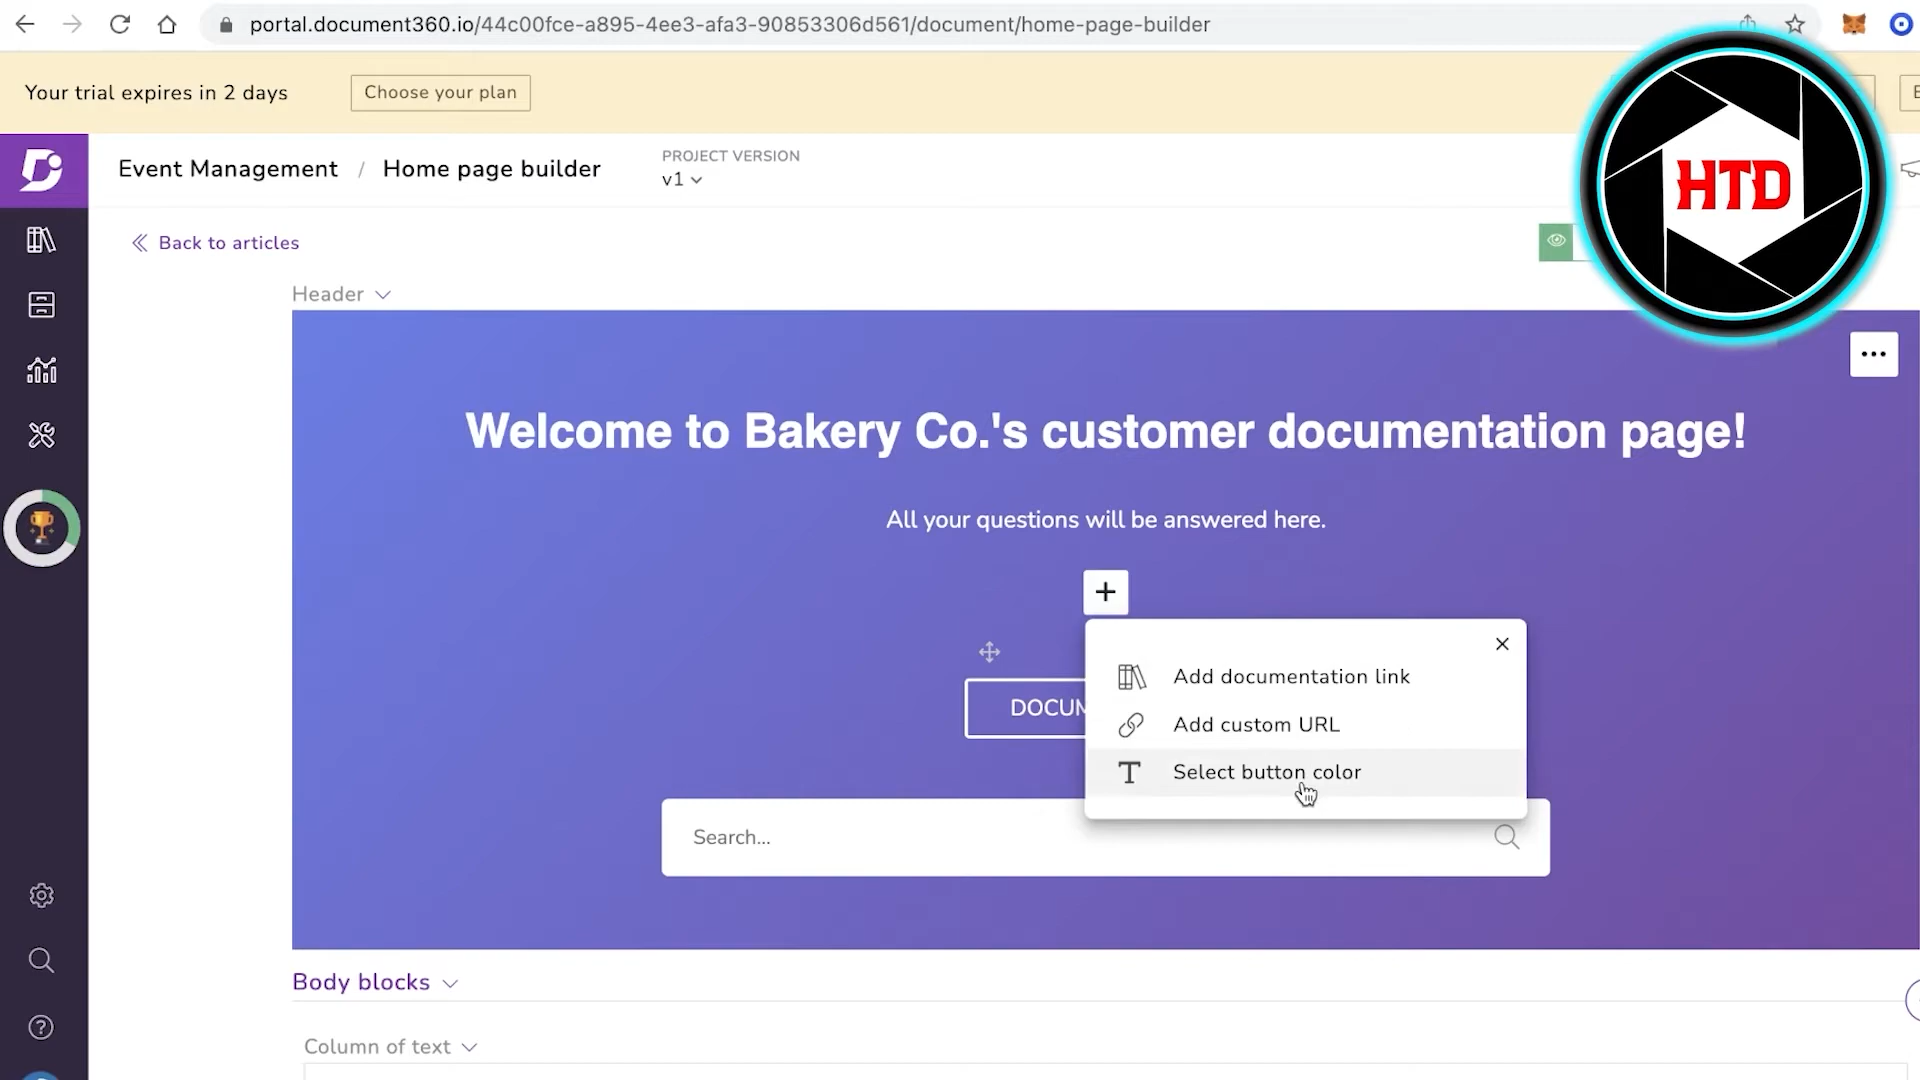 portal.document360.io/44c00fce-a895-4ee3-afa3-90853306d561/document/home-page-builder
Your trial expires in 2 days
Choose your plan
HTD
Event Management / Home page builder
PROJECT VERSION
v1
Back to articles
Header
Welcome to Bakery Co.'s customer documentation page!
All your questions will be answered here.
+
Add documentation link
DOCUM
Add custom URL
Select button color
Search...
Body blocks
Column of text